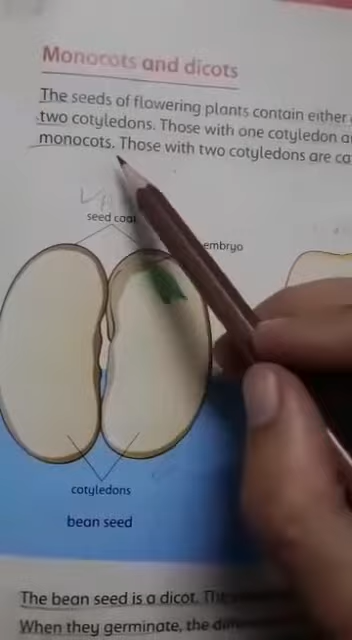 Monocots and dicots
The seeds of flowering plants contain either
two cotyledons. Those with one cotyledon
monocots. Those with two cotyledons are
seed coat
embryo
cotyledons
bean seed
The bean seed is a dicot.
When they germinate, the